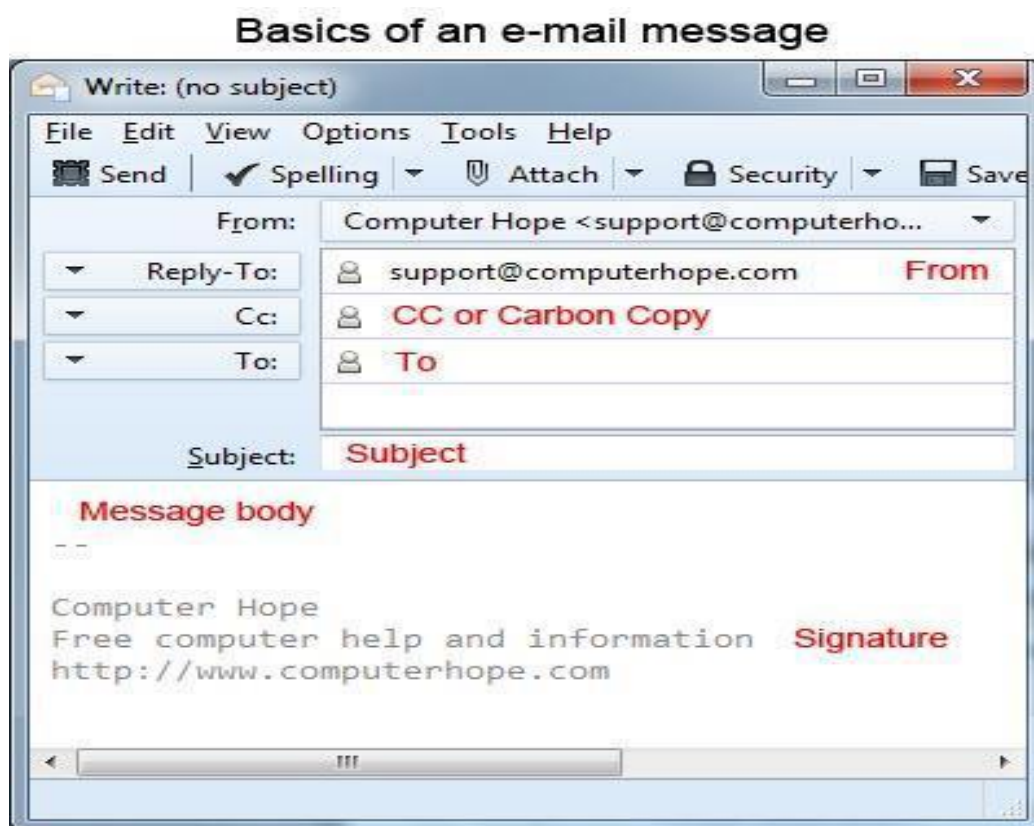 Basics of an e-mail message
Write: (no subject)
File Edit View Options Tools Help
Send Spelling Attach Security Save
From: Computer Hope <support@computerho...
Reply-To: support@computerhope.com From
Cc: CC or Carbon Copy
To: To
Subject: Subject
Message body
--
Computer Hope
Free computer help and information Signature
http://www.computerhope.com